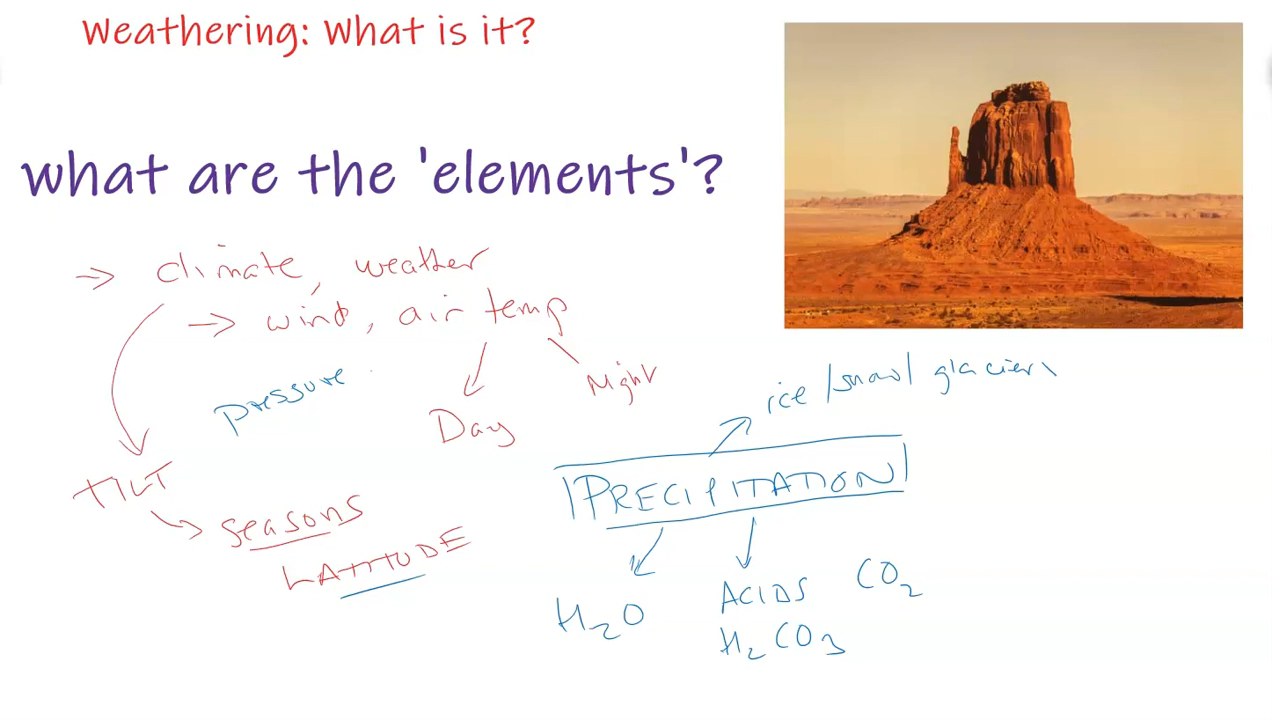 Weathering: What is it?
what are the 'elements'?
→ climate, weather
→ wind, air temp
pressure
Day
Night
TILT
seasons
LATITUDE
ice/snow/glaciers
PRECIPITATION
H₂O
ACIDS CO₂
H₂CO₃